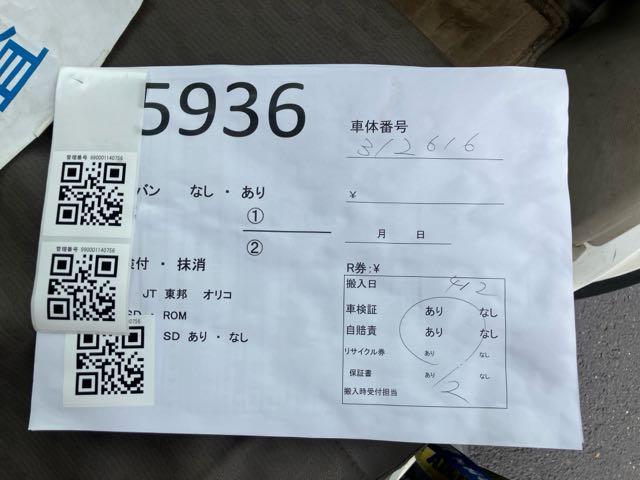 5936
車体番号
312616
管理番号 990001140756
バン なし ・ あり
¥
①
②
月 日
管理番号 990001140756
検付 ・ 抹消
R券:¥
搬入日 4/2
JT 東邦 オリコ
車検証 あり なし
SD ・ ROM
自賠責 あり なし
SD あり ・ なし
リサイクル券 あり なし
保証書 あり なし
搬入時受付担当